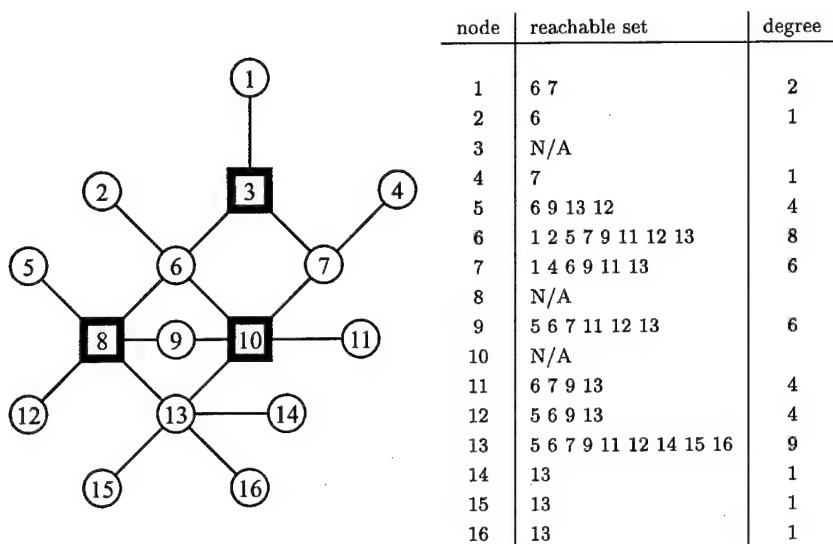 1
2
3
4
5
6
7
8
9
10
11
12
13
14
15
16
node reachable set degree
1 6 7 2
2 6 1
3 N/A
4 7 1
5 6 9 13 12 4
6 1 2 5 7 9 11 12 13 8
7 1 4 6 9 11 13 6
8 N/A
9 5 6 7 11 12 13 6
10 N/A
11 6 7 9 13 4
12 5 6 9 13 4
13 5 6 7 9 11 12 14 15 16 9
14 13 1
15 13 1
16 13 1